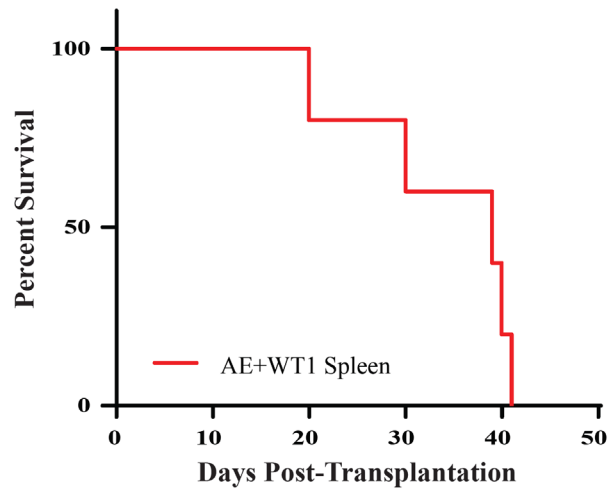 Percent Survival
100
50
0
AE+WT1 Spleen
0 10 20 30 40 50
Days Post-Transplantation